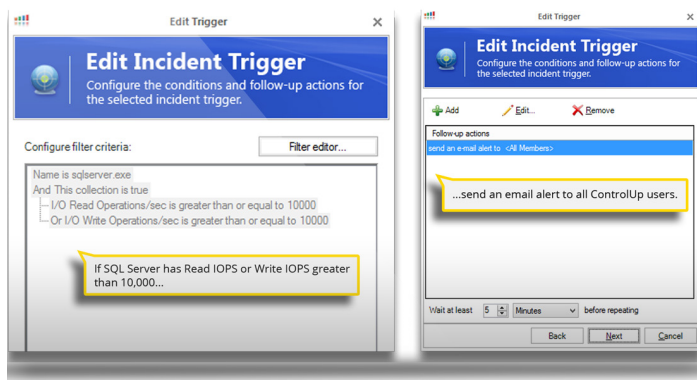 Edit Trigger
Edit Incident Trigger
Configure the conditions and follow-up actions for
the selected incident trigger.
Configure filter criteria:
Filter editor...
Name is sqlserver.exe
And This collection is true
I/O Read Operations/sec is greater than or equal to 10000
Or I/O Write Operations/sec is greater than or equal to 10000
If SQL Server has Read IOPS or Write IOPS greater
than 10,000...
Edit Trigger
Edit Incident Trigger
Configure the conditions and follow-up actions for
the selected incident trigger.
Add Edit... Remove
Follow-up actions
send an e-mail alert to <All Members>
...send an email alert to all ControlUp users.
Wait at least 5 Minutes before repeating
Back Next Cancel